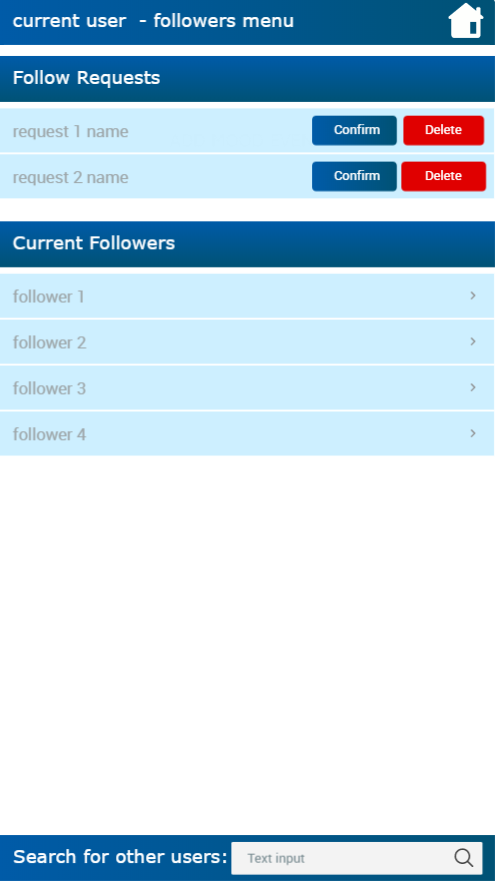 current user  - followers menu
Follow Requests
request 1 name Confirm Delete
request 2 name Confirm Delete
Current Followers
follower 1
follower 2
follower 3
follower 4
Search for other users: Text input